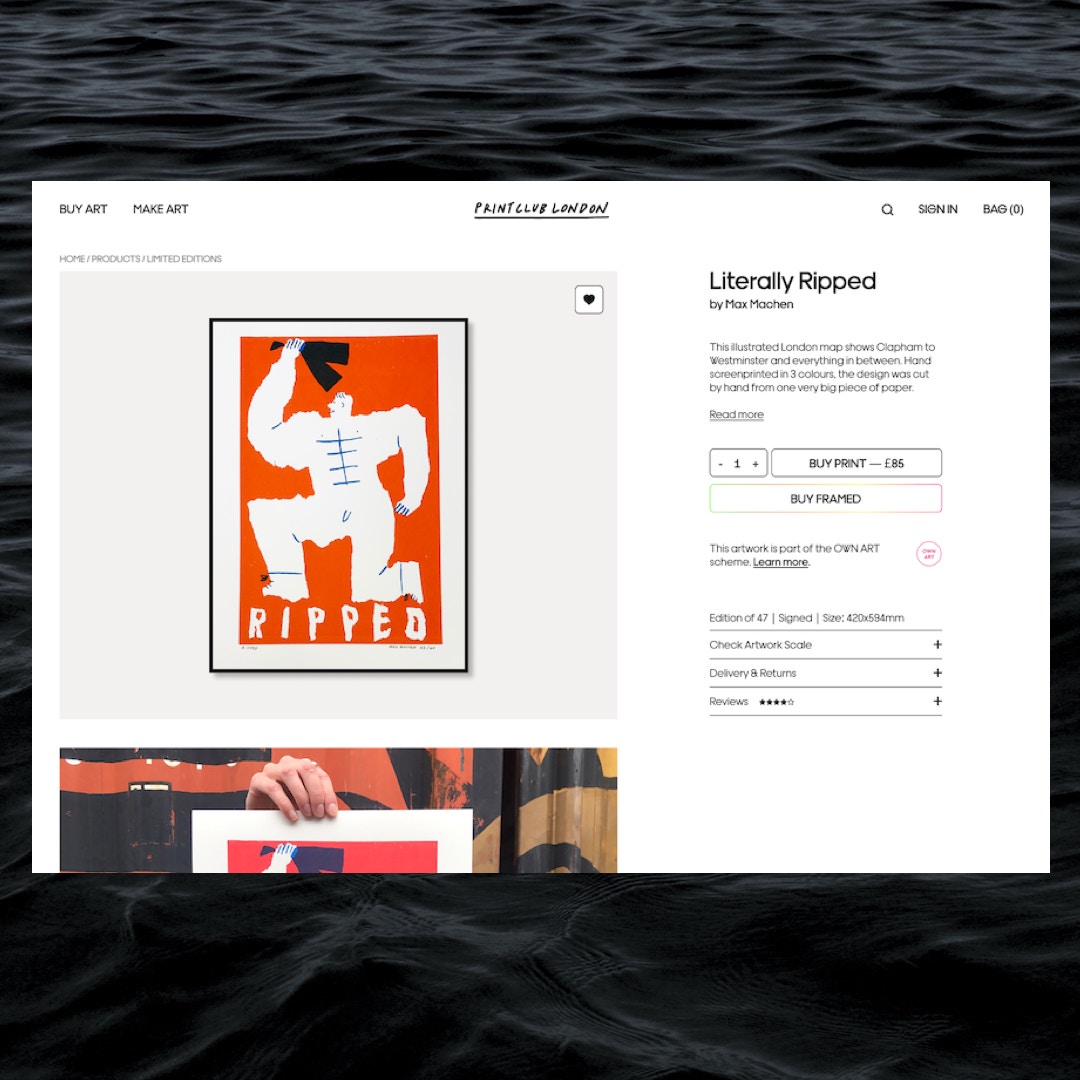 BUY ART
MAKE ART
PRINT CLUB LONDON
SIGN IN
BAG (0)
HOME / PRODUCTS / LIMITED EDITIONS
RIPPED
Literally Ripped
by Max Machen
This illustrated London map shows Clapham to
Westminster and everything in between. Hand
screenprinted in 3 colours, the design was cut
by hand from one very big piece of paper.
Read more
- 1 +
BUY PRINT — £85
BUY FRAMED
This artwork is part of the OWN ART
scheme. Learn more.
OWN
ART
Edition of 47 | Signed | Size: 420x594mm
Check Artwork Scale +
Delivery & Returns +
Reviews ★★★★☆ +